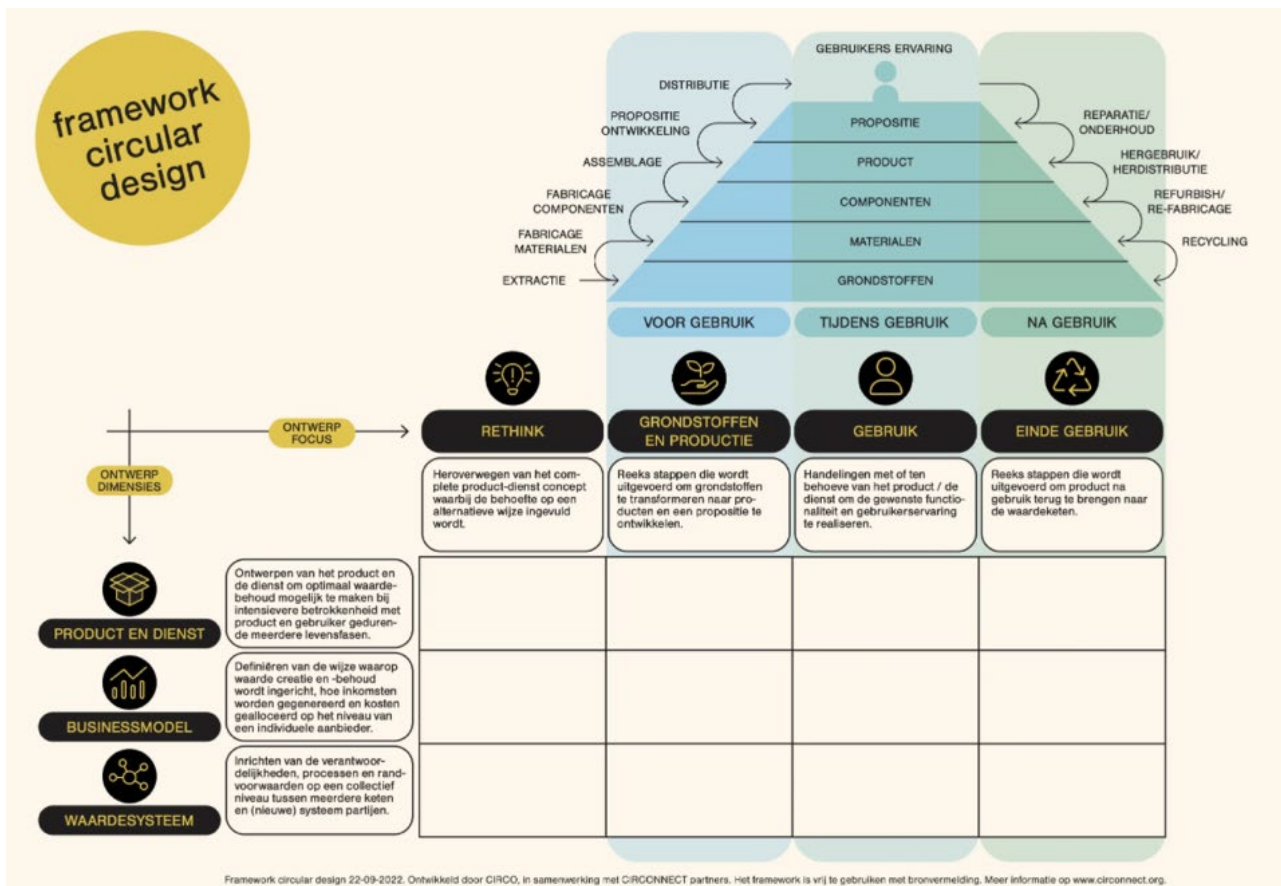 framework
circular
design
GEBRUIKERS ERVARING
DISTRIBUTIE
PROPOSITIE
ONTWIKKELING
ASSEMBLAGE
FABRICAGE
COMPONENTEN
FABRICAGE
MATERIALEN
EXTRACTIE
PROPOSITIE
PRODUCT
COMPONENTEN
MATERIALEN
GRONDSTOFFEN
REPARATIE/
ONDERHOUD
HERGEBRUIK/
HERDISTRIBUTIE
REFURBISH/
RE-FABRICAGE
RECYCLING
VOOR GEBRUIK
TIJDENS GEBRUIK
NA GEBRUIK
ONTWERP
FOCUS
ONTWERP
DIMENSIES
RETHINK
GRONDSTOFFEN
EN PRODUCTIE
GEBRUIK
EINDE GEBRUIK
Heroverwegen van het com-
plete product-dienst concept
waarbij de behoefte op een
alternatieve wijze ingevuld
wordt.
Reeks stappen die wordt
uitgevoerd om grondstoffen
te transformeren naar pro-
ducten en een propositie te
ontwikkelen.
Handelingen met of ten
behoeve van het product / de
dienst om de gewenste functio-
naliteit en gebruikerservaring
te realiseren.
Reeks stappen die wordt
uitgevoerd om product na
gebruik terug te brengen naar
de waardeketen.
PRODUCT EN DIENST
Ontwerpen van het product en
de dienst om optimaal waarde-
behoud mogelijk te maken bij
intensievere betrokkenheid met
product en gebruiker geduren-
de meerdere levensfasen.
BUSINESSMODEL
Definiëren van de wijze waarop
waarde creatie en -behoud
wordt ingericht, hoe inkomsten
worden gegenereerd en kosten
gealloceerd op het niveau van
een individuele aanbieder.
WAARDESYSTEEM
Inrichten van de verantwoor-
delijkheden, processen en rand-
voorwaarden op een collectief
niveau tussen meerdere keten
en (nieuwe) systeem partijen.
Framework circular design 22-09-2022. Ontwikkeld door CIRCO, in samenwerking met CIRCONNECT partners. Het framework is vrij te gebruiken met bronvermelding. Meer informatie op www.circonnect.org.